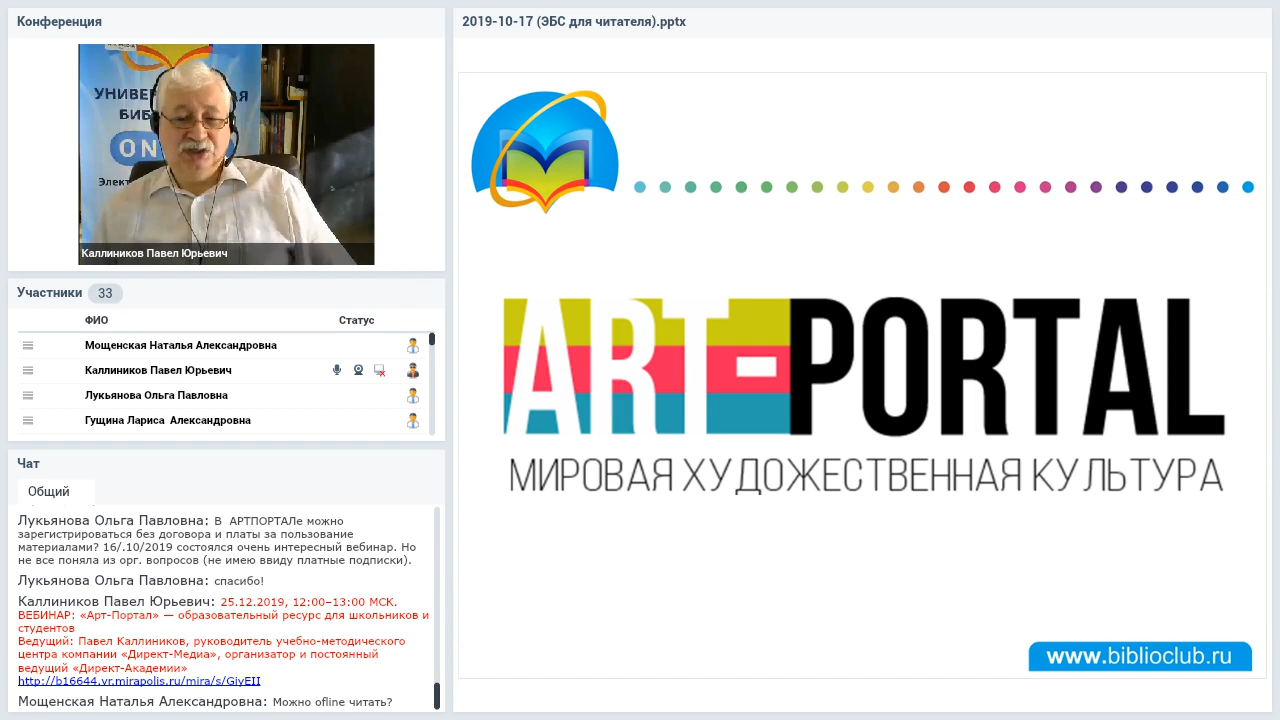 Конференция
УНИВЕР АЯ
БИБ
ON
Элект
Каллиников Павел Юрьевич
Участники 33
ФИО Статус
Мощенская Наталья Александровна
Каллиников Павел Юрьевич
Лукьянова Ольга Павловна
Гущина Лариса Александровна
Чат
Общий
Лукьянова Ольга Павловна: В АРТПОРТАЛе можно
зарегистрироваться без договора и платы за пользование
материалами? 16/.10/2019 состоялся очень интересный вебинар. Но
не все поняла из орг. вопросов (не имею ввиду платные подписки).
Лукьянова Ольга Павловна: спасибо!
Каллиников Павел Юрьевич: 25.12.2019, 12:00–13:00 МСК.
ВЕБИНАР: «Арт-Портал» — образовательный ресурс для школьников и
студентов
Ведущий: Павел Каллиников, руководитель учебно-методического
центра компании «Директ-Медиа», организатор и постоянный
ведущий «Директ-Академии»
http://b16644.vr.mirapolis.ru/mira/s/GiyEII
Мощенская Наталья Александровна: Можно ofline читать?
2019-10-17 (ЭБС для читателя).pptx
ART-PORTAL
МИРОВАЯ ХУДОЖЕСТВЕННАЯ КУЛЬТУРА
www.biblioclub.ru